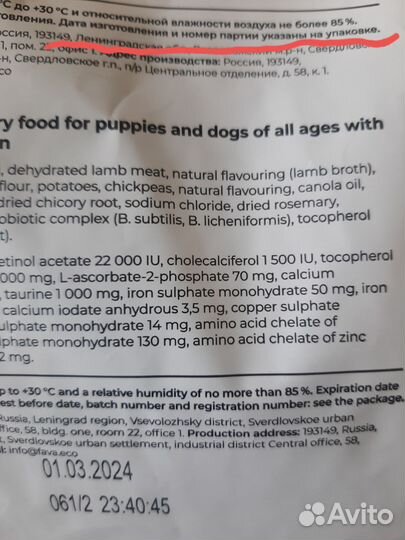 °C до +30 °C и относительной влажности воздуха не более 85 %.
товления. Дата изготовления и номер партии указаны на упаковке.
оссия, 193149, Ленинградская
1, пом. 22, офис 1. Адрес производства: Россия, 193149,
н, Свердловское г.п., п/р Центральное отделение, д. 58, к. 1.
co
ry food for puppies and dogs of all ages with
n
, dehydrated lamb meat, natural flavouring (lamb broth),
flour, potatoes, chickpeas, natural flavouring, canola oil,
dried chicory root, sodium chloride, dried rosemary,
obiotic complex (B. subtilis, B. licheniformis), tocopherol
t).
etinol acetate 22 000 IU, cholecalciferol 1 500 IU, tocopherol
000 mg, L-ascorbate-2-phosphate 70 mg, calcium
, taurine 1 000 mg, iron sulphate monohydrate 50 mg, iron
calcium iodate anhydrous 3,5 mg, copper sulphate
ulphate monohydrate 14 mg, amino acid chelate of
phate monohydrate 130 mg, amino acid chelate of zinc
2 mg.
up to +30 °C and a relative humidity of no more than 85 %. Expiration date
est before date, batch number and registration number: see the package.
Russia, Leningrad region, Vsevolozhsky district, Sverdlovskoe urban
ffice, 58, bldg. one, room 22, office 1. Production address: 193149, Russia,
t, Sverdlovskoe urban settlement, industrial district Central office, 58,
il: info@fava.eco
01.03.2024
061/2 23:40:45
Avito